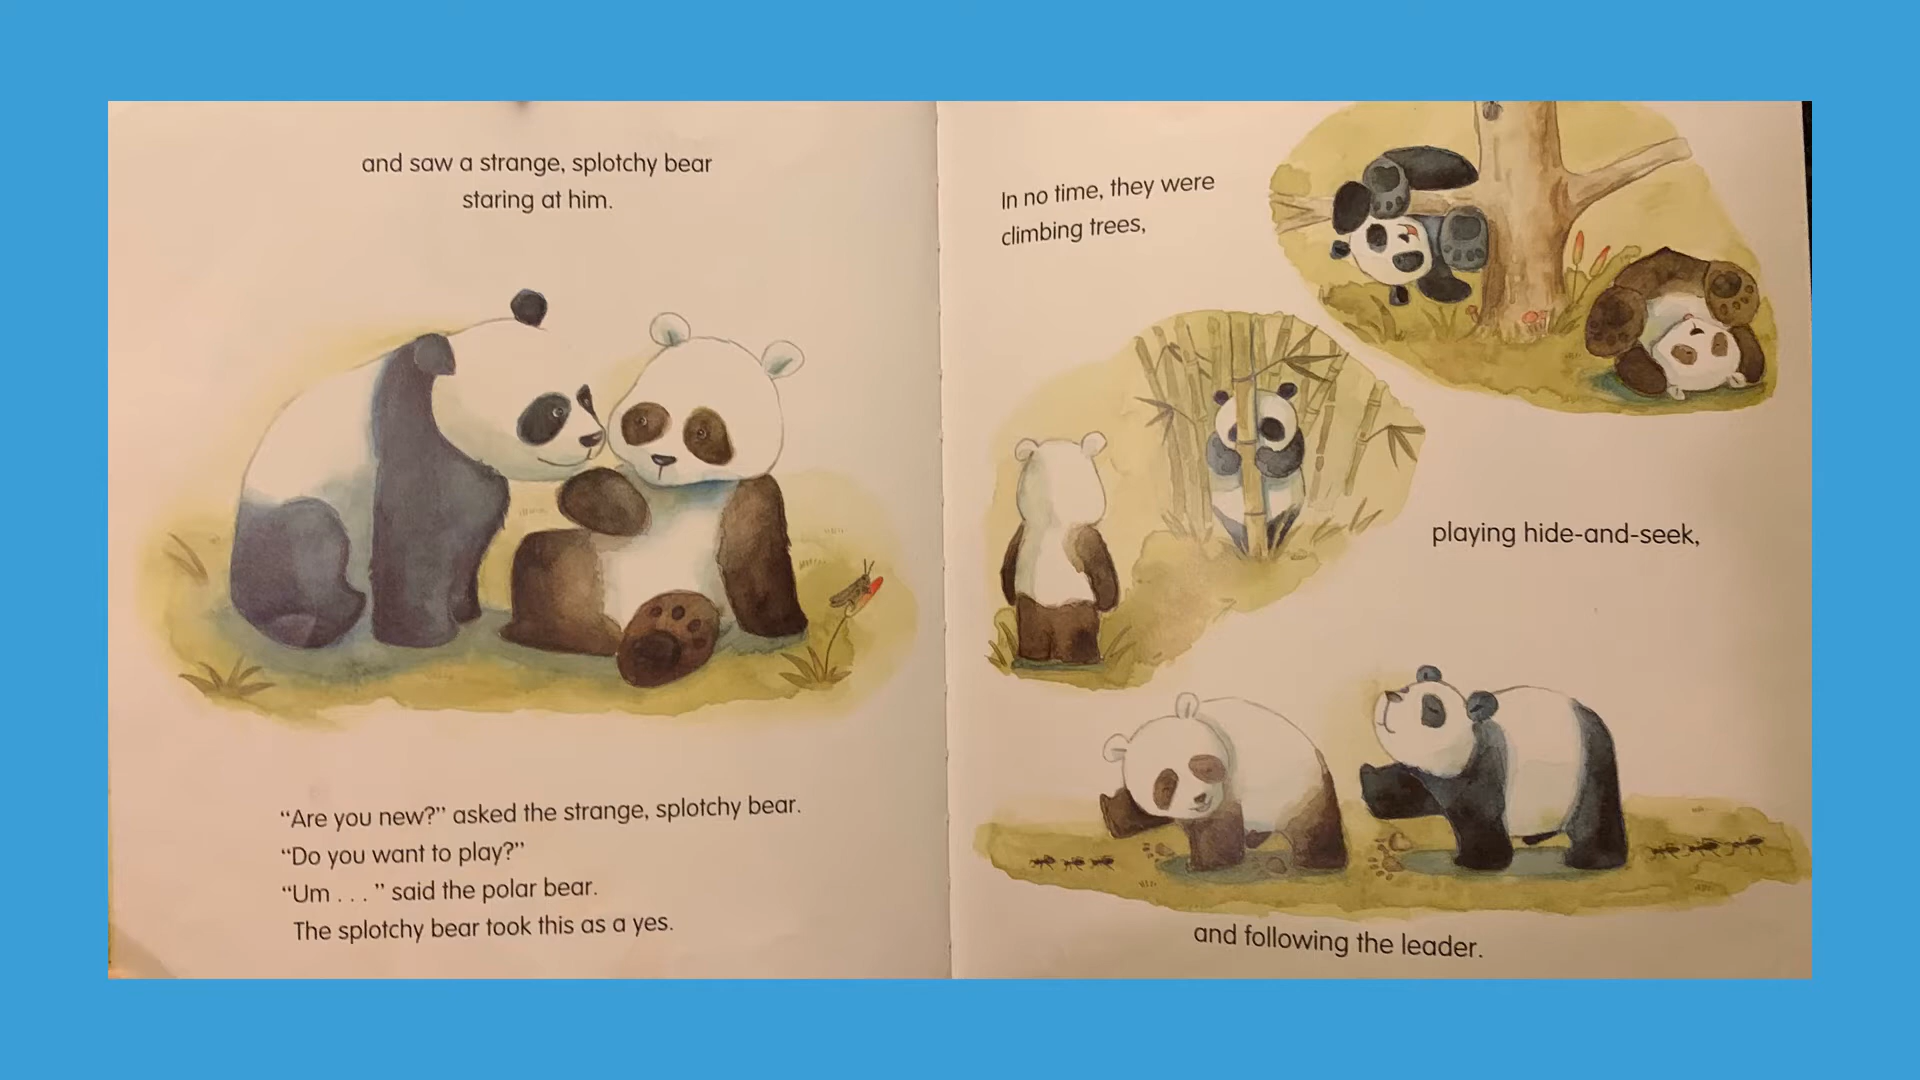 and saw a strange, splotchy bear
staring at him.
“Are you new?” asked the strange, splotchy bear.
“Do you want to play?”
“Um . . . ” said the polar bear.
The splotchy bear took this as a yes.
In no time, they were
climbing trees,
playing hide-and-seek,
and following the leader.